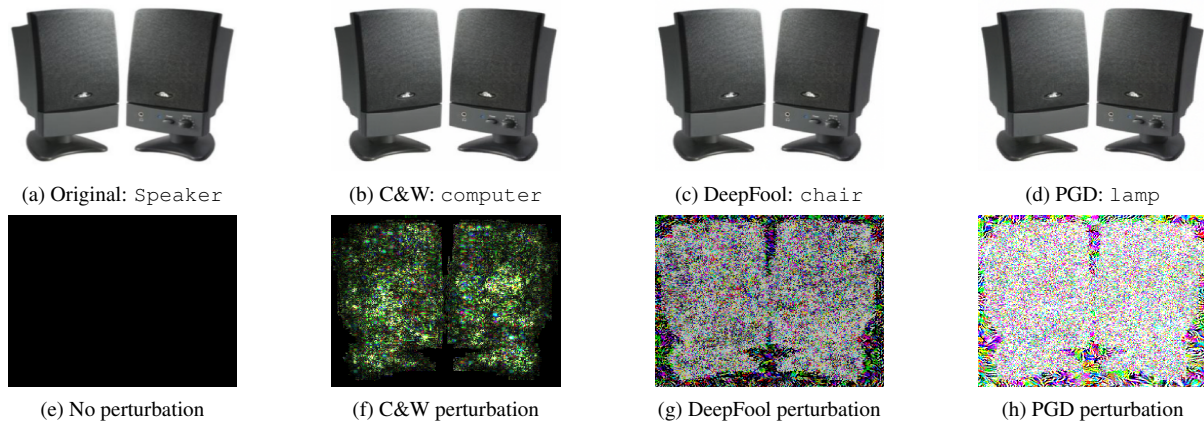 (a) Original: Speaker
(b) C&W: computer
(c) DeepFool: chair
(d) PGD: lamp
(e) No perturbation
(f) C&W perturbation
(g) DeepFool perturbation
(h) PGD perturbation